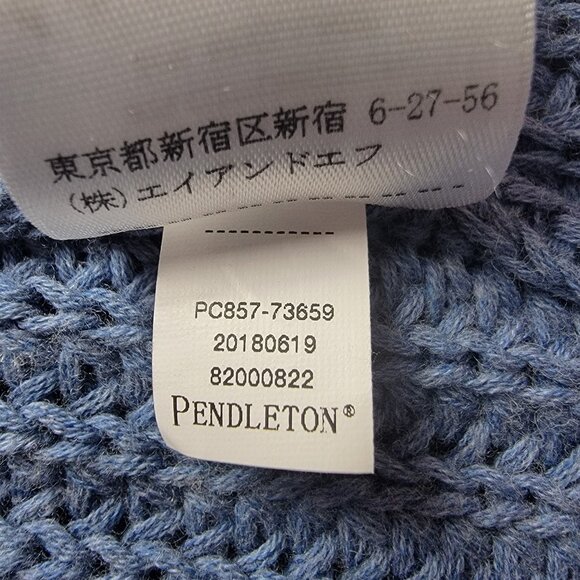 東京都新宿区新宿 6-27-56
(株)エイアンドエフ
PC857-73659
20180619
82000822
PENDLETON®